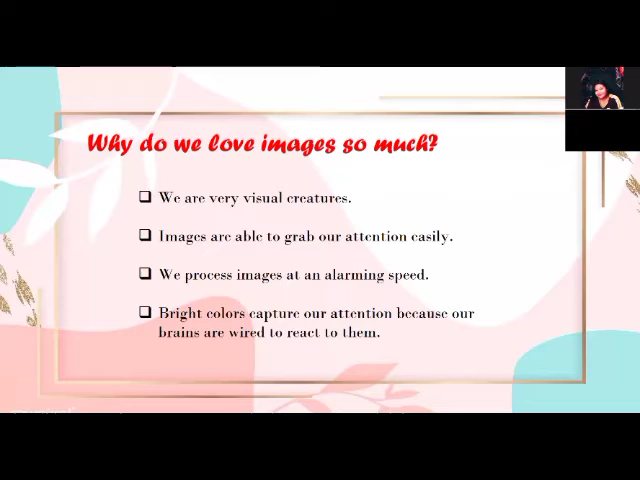 Why do we love images so much?
We are very visual creatures.
Images are able to grab our attention easily.
We process images at an alarming speed.
Bright colors capture our attention because our
brains are wired to react to them.